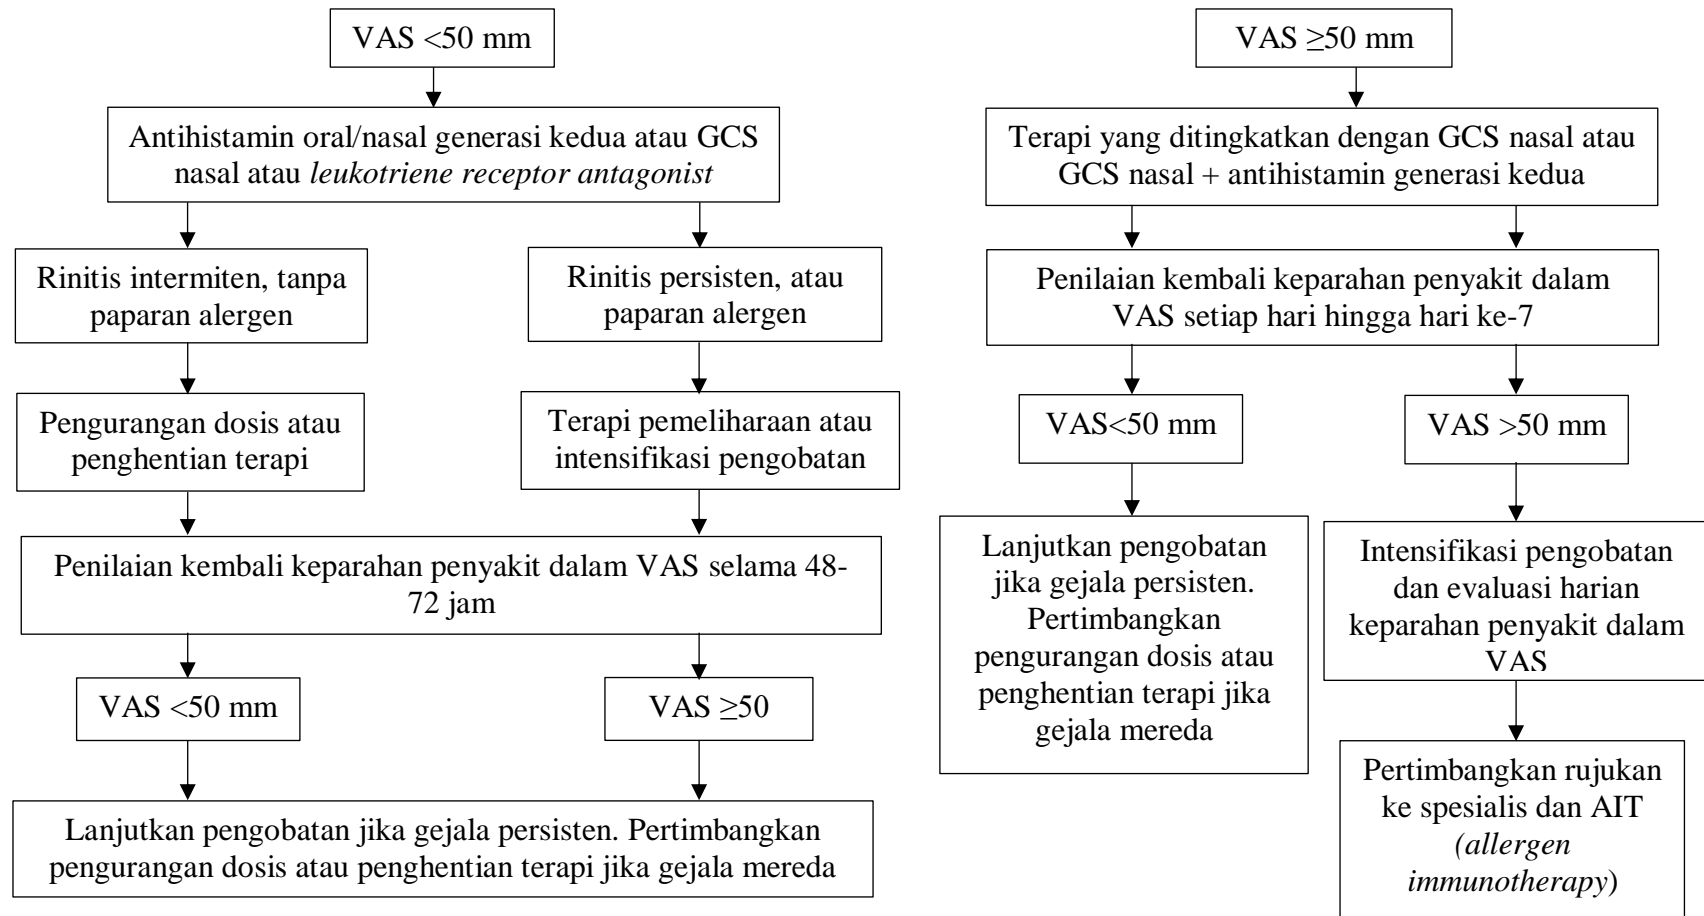 VAS <50 mm
Antihistamin oral/nasal generasi kedua atau GCS
nasal atau leukotriene receptor antagonist
Rinitis intermiten, tanpa
paparan alergen
Rinitis persisten, atau
paparan alergen
Pengurangan dosis atau
penghentian terapi
Terapi pemeliharaan atau
intensifikasi pengobatan
Penilaian kembali keparahan penyakit dalam VAS selama 48-
72 jam
VAS <50 mm
VAS ≥50
Lanjutkan pengobatan jika gejala persisten. Pertimbangkan
pengurangan dosis atau penghentian terapi jika gejala mereda
VAS ≥50 mm
Terapi yang ditingkatkan dengan GCS nasal atau
GCS nasal + antihistamin generasi kedua
Penilaian kembali keparahan penyakit dalam
VAS setiap hari hingga hari ke-7
VAS<50 mm
VAS >50 mm
Lanjutkan pengobatan
jika gejala persisten.
Pertimbangkan
pengurangan dosis atau
penghentian terapi jika
gejala mereda
Intensifikasi pengobatan
dan evaluasi harian
keparahan penyakit dalam
VAS
Pertimbangkan rujukan
ke spesialis dan AIT
(allergen
immunotherapy)